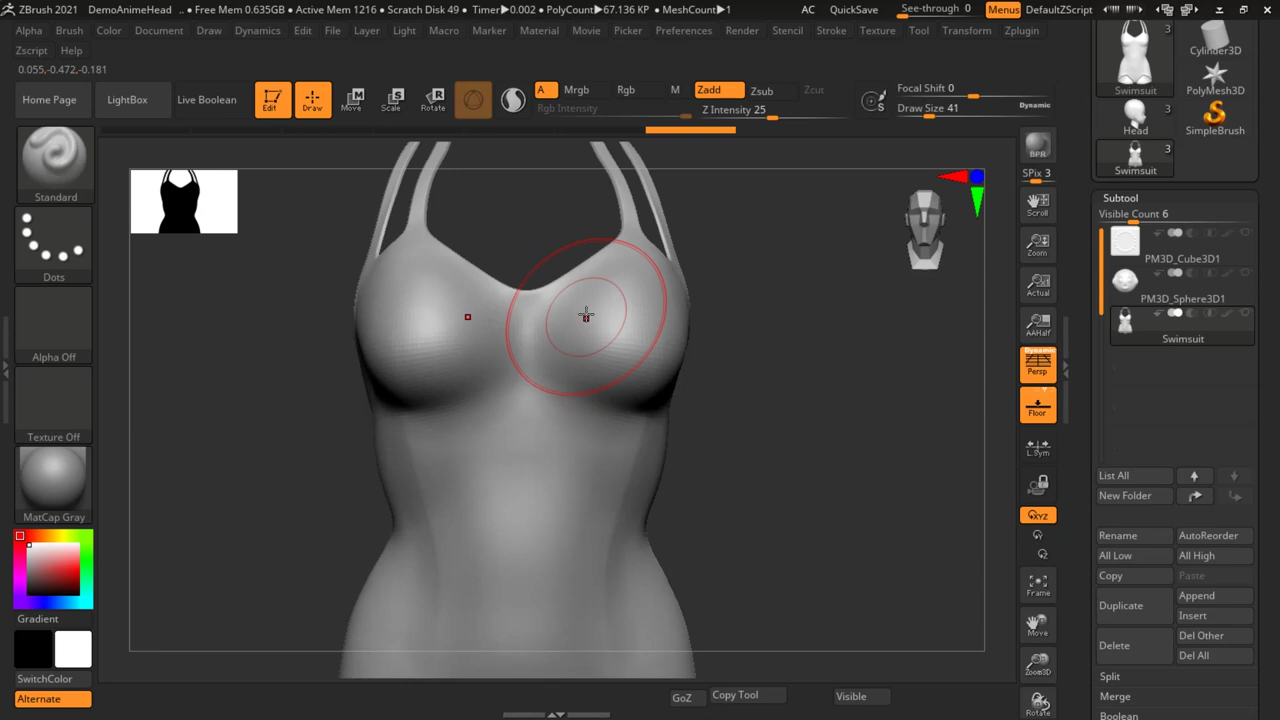 ZBrush 2021 DemoAnimeHead .. ● Free Mem 0.635GB ● Active Mem 1216 ● Scratch Disk 49 ● Timer▶0.002 ● PolyCount▶67.136 KP ● MeshCount▶1 AC QuickSave See-through 0 Menus DefaultZScript
Alpha Brush Color Document Draw Dynamics Edit File Layer Light Macro Marker Material Movie Picker Preferences Render Stencil Stroke Texture Tool Transform Zplugin
Zscript Help
0.055,-0.472,-0.181
Home Page LightBox Live Boolean Edit Draw Move Scale Rotate
A Mrgb Rgb M Zadd Zsub Zcut
Rgb Intensity Z Intensity 25
S Focal Shift 0
Draw Size 41 Dynamic
Standard
Dots
Alpha Off
Texture Off
MatCap Gray
Gradient
SwitchColor
Alternate
BPR
SPix 3
Scroll
Zoom
Actual
AAHalf
Dynamic
Persp
Floor
L.Sym
XYZ
Frame
Move
Zoom3D
Rotate
3
Swimsuit
Cylinder3D
PolyMesh3D
Head
SimpleBrush
3
Swimsuit
Subtool
Visible Count 6
PM3D_Cube3D1
PM3D_Sphere3D1
Swimsuit
List All
New Folder
Rename AutoReorder
All Low All High
Copy Paste
Duplicate Append
Insert
Delete Del Other
Del All
Split
Merge
Boolean
GoZ Copy Tool Visible